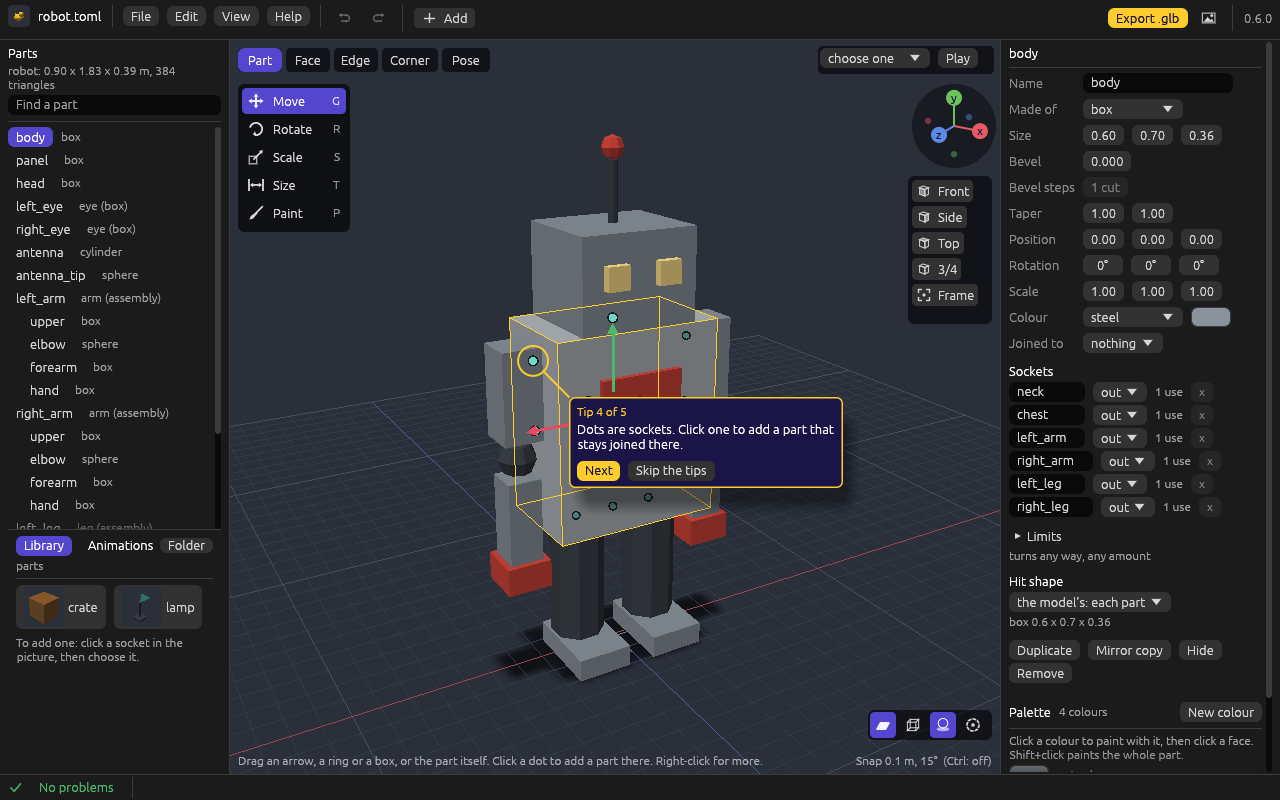 robot.toml File Edit View Help + Add Export .glb 0.6.0
Parts
robot: 0.90 x 1.83 x 0.39 m, 384
triangles
Find a part
body box
panel box
head box
left_eye eye (box)
right_eye eye (box)
antenna cylinder
antenna_tip sphere
left_arm arm (assembly)
upper box
elbow sphere
forearm box
hand box
right_arm arm (assembly)
upper box
elbow sphere
forearm box
hand box
left_leg leg (assembly)
Library Animations Folder
parts
crate lamp
To add one: click a socket in the
picture, then choose it.
Part Face Edge Corner Pose
Move G
Rotate R
Scale S
Size T
Paint P
choose one Play
y
x
z
Front
Side
Top
3/4
Frame
Tip 4 of 5
Dots are sockets. Click one to add a part that
stays joined there.
Next Skip the tips
Drag an arrow, a ring or a box, or the part itself. Click a dot to add a part there. Right-click for more.
Snap 0.1 m, 15° (Ctrl: off)
body
Name body
Made of box
Size 0.60 0.70 0.36
Bevel 0.000
Bevel steps 1 cut
Taper 1.00 1.00
Position 0.00 0.00 0.00
Rotation 0° 0° 0°
Scale 1.00 1.00 1.00
Colour steel
Joined to nothing
Sockets
neck out 1 use x
chest out 1 use x
left_arm out 1 use x
right_arm out 1 use x
left_leg out 1 use x
right_leg out 1 use x
Limits
turns any way, any amount
Hit shape
the model's: each part
box 0.6 x 0.7 x 0.36
Duplicate Mirror copy Hide
Remove
Palette 4 colours New colour
Click a colour to paint with it, then click a face.
Shift+click paints the whole part.
No problems